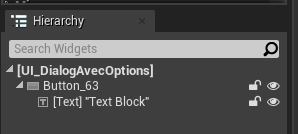 Hierarchy
Search Widgets
[UI_DialogAvecOptions]
Button_63
[Text] "Text Block"